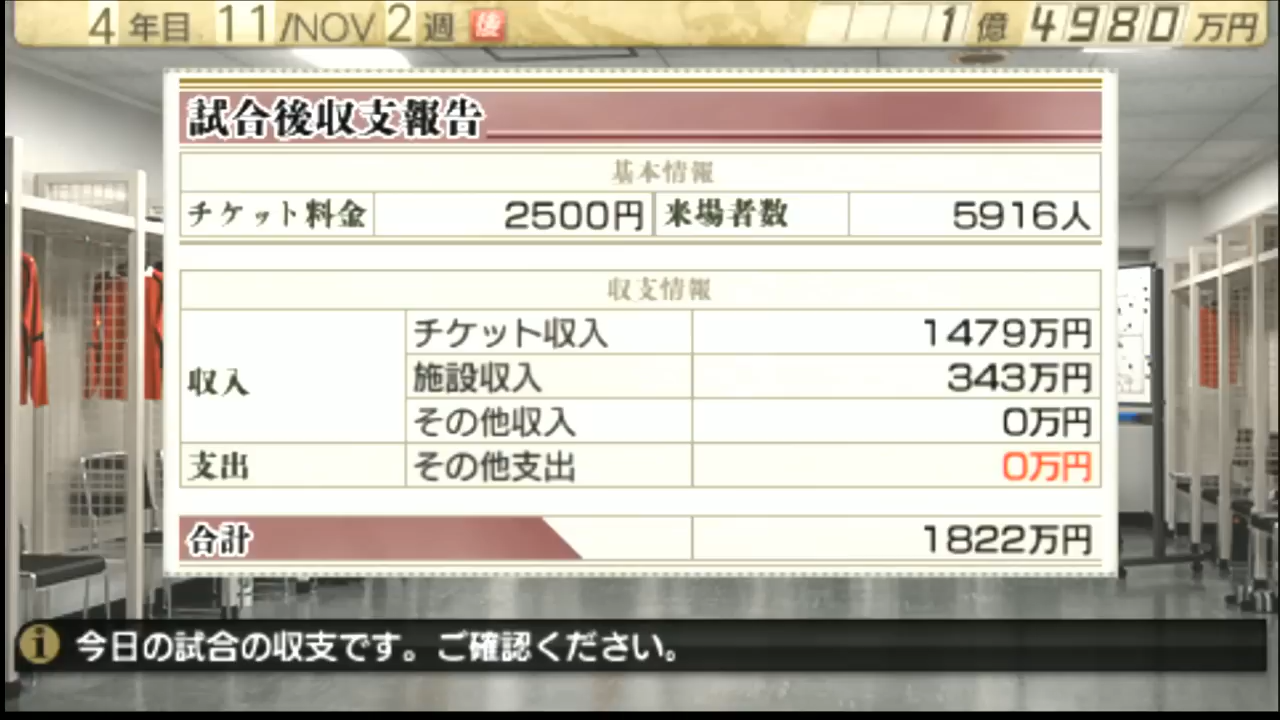 4年目 11/NOV 2週 後 1億4980万円
試合後収支報告
基本情報
チケット料金 2500円 来場者数 5916人
収支情報
収入 チケット収入 1479万円
施設収入 343万円
その他収入 0万円
支出 その他支出 0万円
合計 1822万円
i 今日の試合の収支です。ご確認ください。